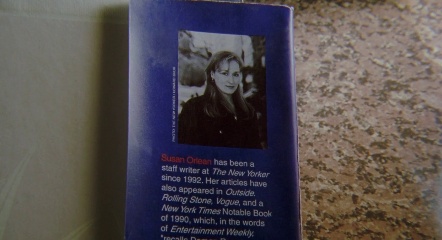 Susan Orlean has been a
staff writer at The New Yorker
since 1992. Her articles have
also appeared in Outside,
Rolling Stone, Vogue, and a
New York Times Notable Book
of 1990, which, in the words
of Entertainment Weekly,
"recalls